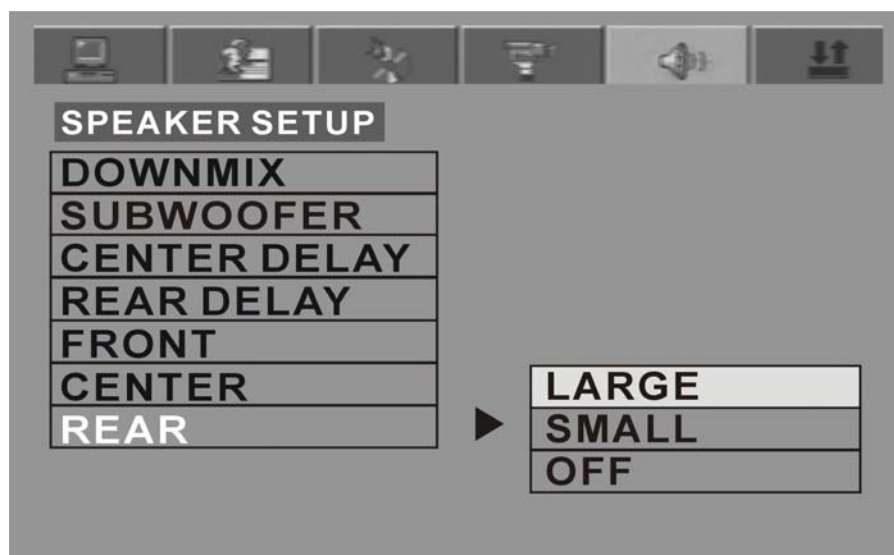 SPEAKER SETUP
DOWNMIX
SUBWOOFER
CENTER DELAY
REAR DELAY
FRONT
CENTER
REAR
LARGE
SMALL
OFF